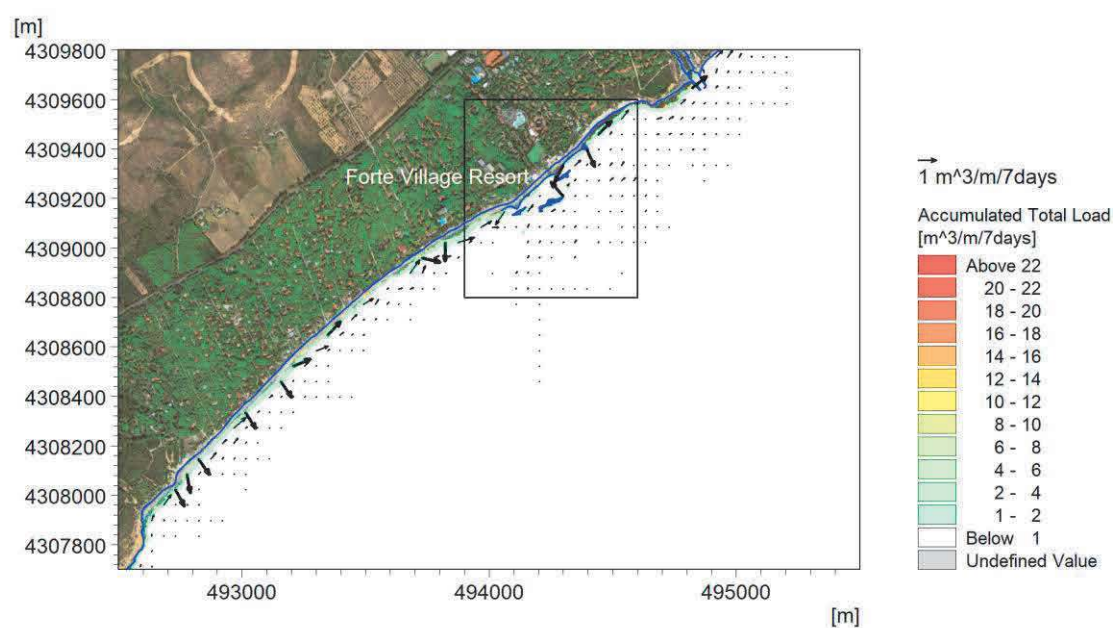 [m]
4309800
4309600
4309400
4309200
4309000
4308800
4308600
4308400
4308200
4308000
4307800
Forte Village Resort
493000 494000 495000
[m]
1 m^3/m/7days
Accumulated Total Load
[m^3/m/7days]
Above 22
20 - 22
18 - 20
16 - 18
14 - 16
12 - 14
10 - 12
8 - 10
6 - 8
4 - 6
2 - 4
1 - 2
Below 1
Undefined Value